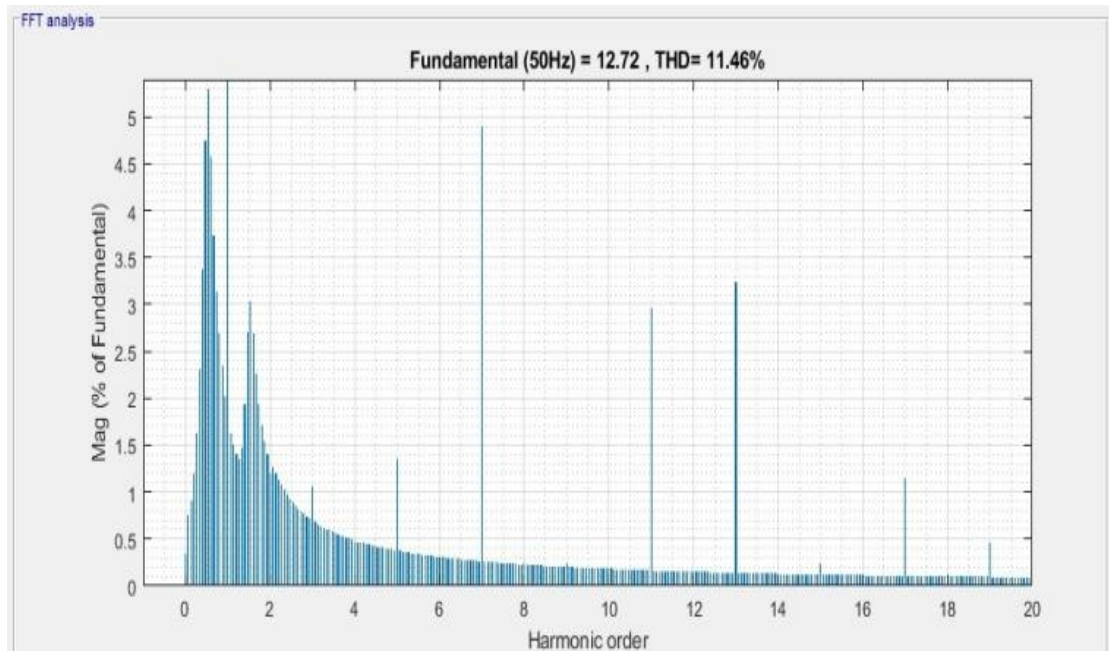 FFT analysis
Fundamental (50Hz) = 12.72 , THD= 11.46%
Mag (% of Fundamental)
5
4.5
4
3.5
3
2.5
2
1.5
1
0.5
0
0 2 4 6 8 10 12 14 16 18 20
Harmonic order